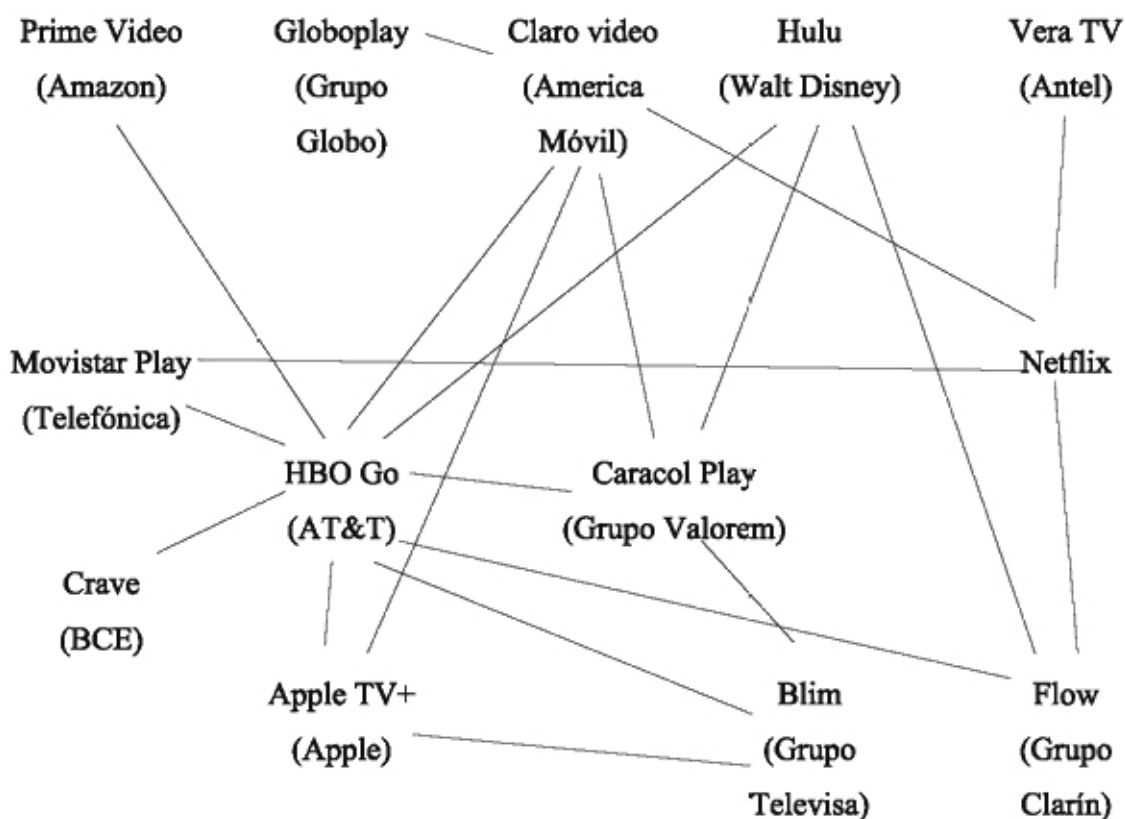 Prime Video
(Amazon)
Globoplay
(Grupo
Globo)
Claro video
(America
Móvil)
Hulu
(Walt Disney)
Vera TV
(Antel)
Movistar Play
(Telefónica)
Netflix
HBO Go
(AT&T)
Caracol Play
(Grupo Valorem)
Crave
(BCE)
Apple TV+
(Apple)
Blim
(Grupo
Televisa)
Flow
(Grupo
Clarín)